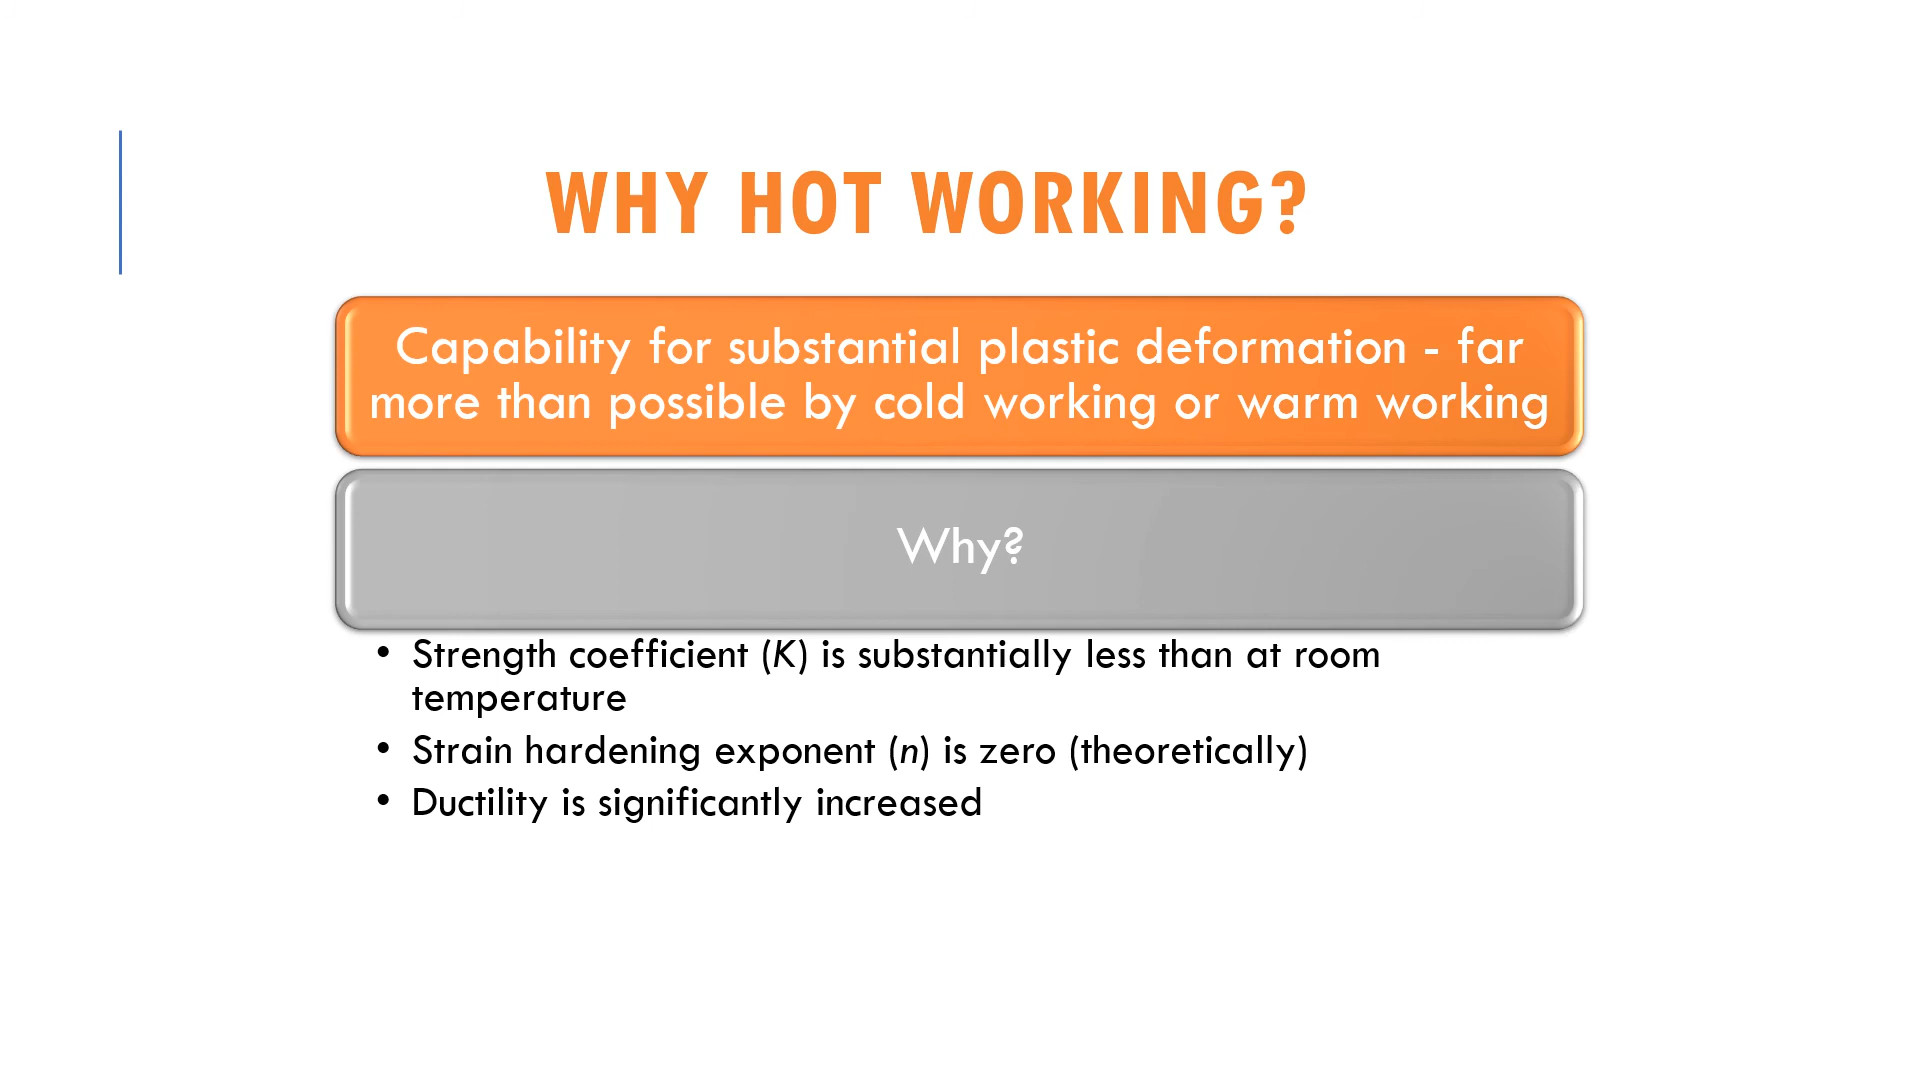 WHY HOT WORKING?
Capability for substantial plastic deformation - far
more than possible by cold working or warm working
Why?
• Strength coefficient (K) is substantially less than at room
temperature
• Strain hardening exponent (n) is zero (theoretically)
• Ductility is significantly increased